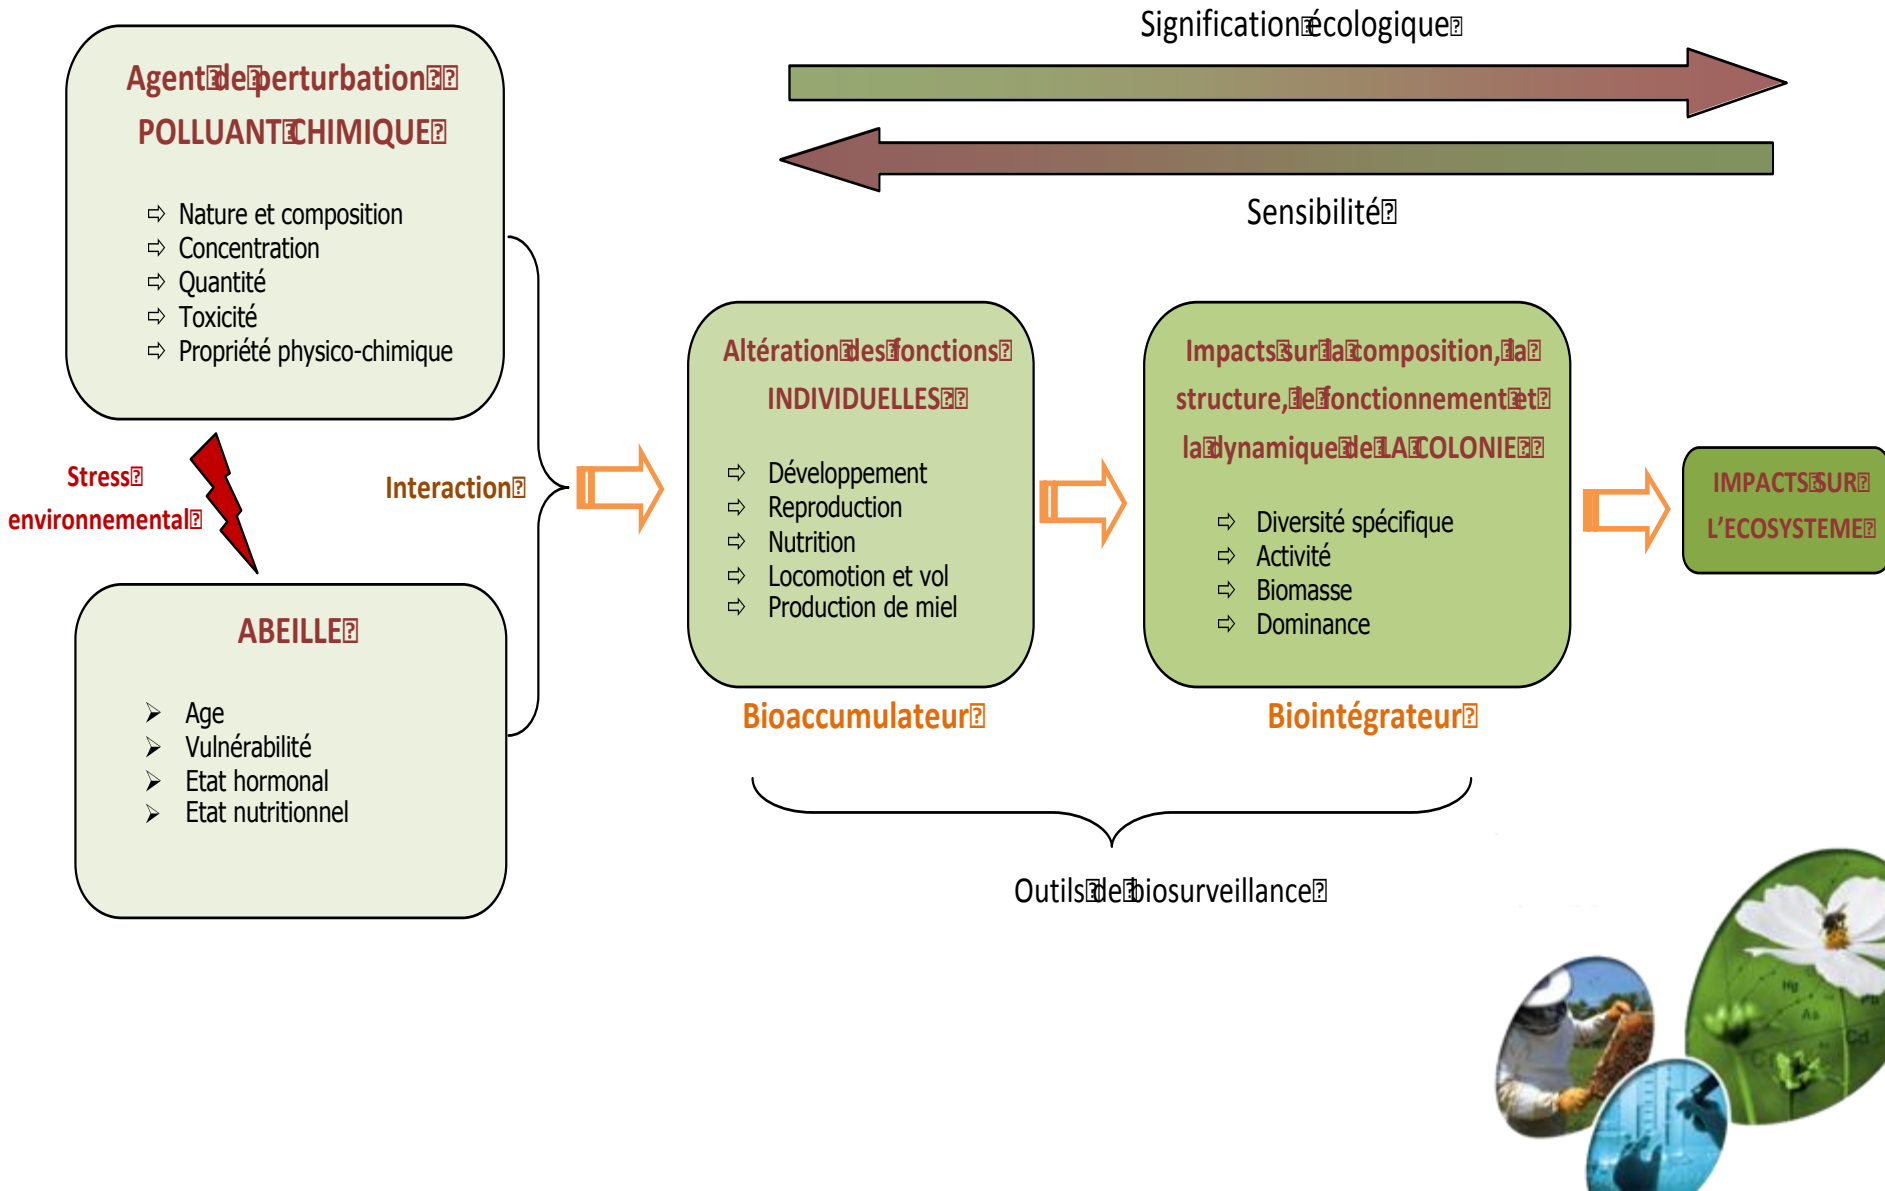 Signification écologique
Sensibilité
Agent de perturbation
POLLUANT CHIMIQUE
Nature et composition
Concentration
Quantité
Toxicité
Propriété physico-chimique
Stress
environnemental
Interaction
ABEILLE
Age
Vulnérabilité
Etat hormonal
Etat nutritionnel
Altération des fonctions
INDIVIDUELLES
Développement
Reproduction
Nutrition
Locomotion et vol
Production de miel
Bioaccumulateur
Impacts sur la composition, la
structure, le fonctionnement et
la dynamique de LA COLONIE
Diversité spécifique
Activité
Biomasse
Dominance
Biointégrateur
IMPACTS SUR
L'ECOSYSTEME
Outils de biosurveillance
Hg
As
Cd